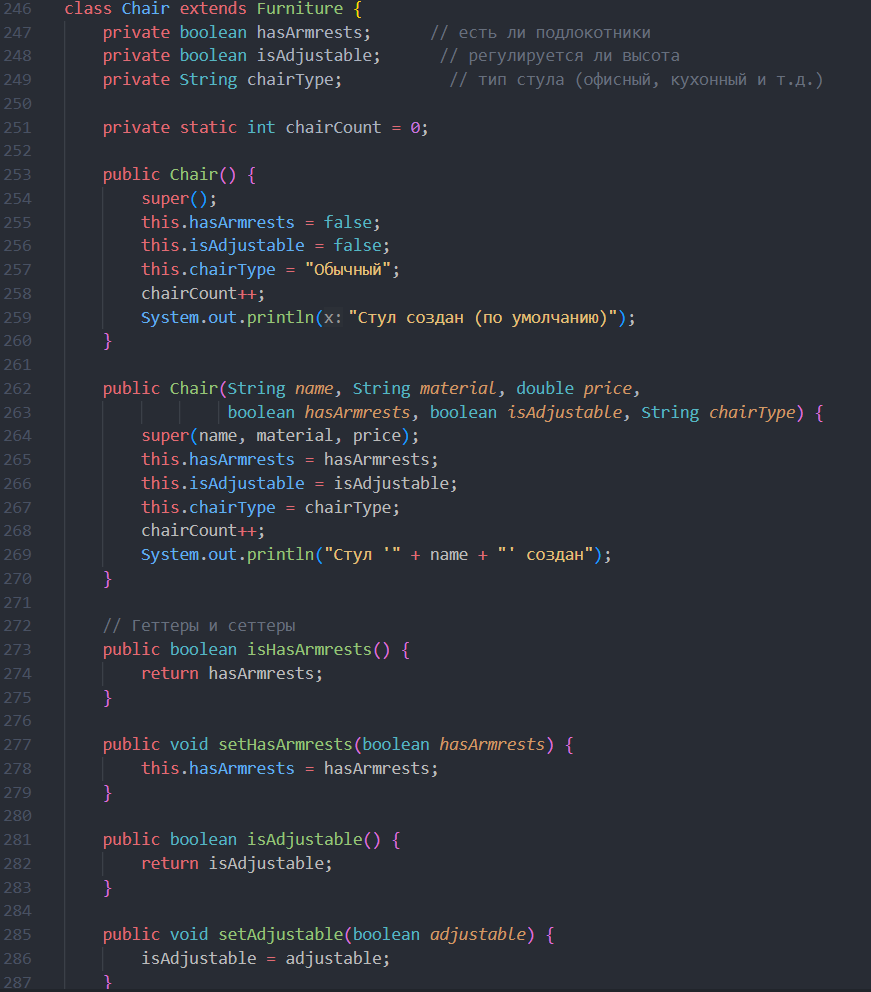 246 class Chair extends Furniture {
247 private boolean hasArmrests; // есть ли подлокотники
248 private boolean isAdjustable; // регулируется ли высота
249 private String chairType; // тип стула (офисный, кухонный и т.д.)
250
251 private static int chairCount = 0;
252
253 public Chair() {
254 super();
255 this.hasArmrests = false;
256 this.isAdjustable = false;
257 this.chairType = "Обычный";
258 chairCount++;
259 System.out.println(x: "Стул создан (по умолчанию)");
260 }
261
262 public Chair(String name, String material, double price,
263 boolean hasArmrests, boolean isAdjustable, String chairType) {
264 super(name, material, price);
265 this.hasArmrests = hasArmrests;
266 this.isAdjustable = isAdjustable;
267 this.chairType = chairType;
268 chairCount++;
269 System.out.println("Стул '" + name + "' создан");
270 }
271
272 // Геттеры и сеттеры
273 public boolean isHasArmrests() {
274 return hasArmrests;
275 }
276
277 public void setHasArmrests(boolean hasArmrests) {
278 this.hasArmrests = hasArmrests;
279 }
280
281 public boolean isAdjustable() {
282 return isAdjustable;
283 }
284
285 public void setAdjustable(boolean adjustable) {
286 isAdjustable = adjustable;
287 }